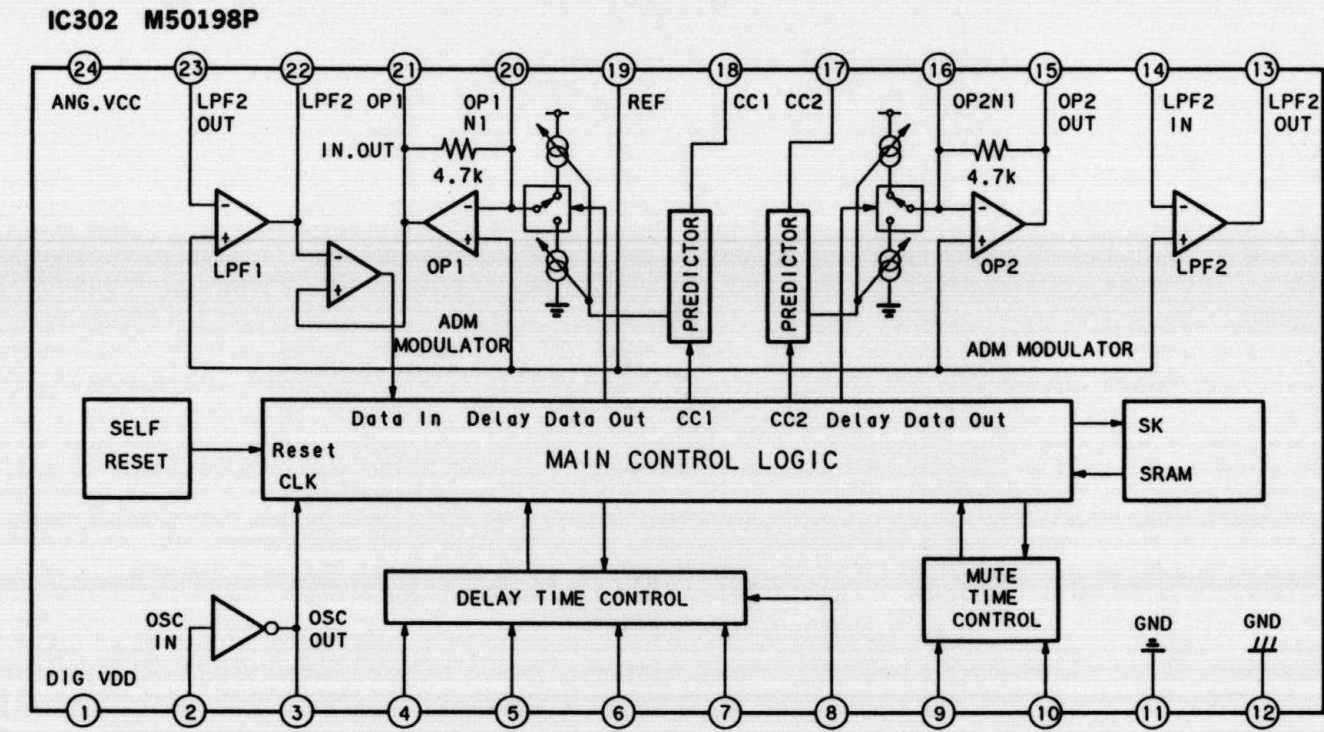 IC302 M50198P
24 23 22 21 20 19 18 17 16 15 14 13
ANG.VCC LPF2 LPF2 OP1 OP1 REF CC1 CC2 OP2N1 OP2 LPF2 LPF2
OUT N1 OUT IN OUT
IN.OUT
4.7k 4.7k
- - - -
+ + + +
LPF1 OP1 OP2 LPF2
-
+
PREDICTOR PREDICTOR
ADM
MODULATOR
ADM MODULATOR
Data In Delay Data Out CC1 CC2 Delay Data Out
SELF
RESET
Reset
CLK
MAIN CONTROL LOGIC
SK
SRAM
DELAY TIME CONTROL
MUTE
TIME
CONTROL
OSC
IN
OSC
OUT
GND
GND
DIG VDD
1 2 3 4 5 6 7 8 9 10 11 12